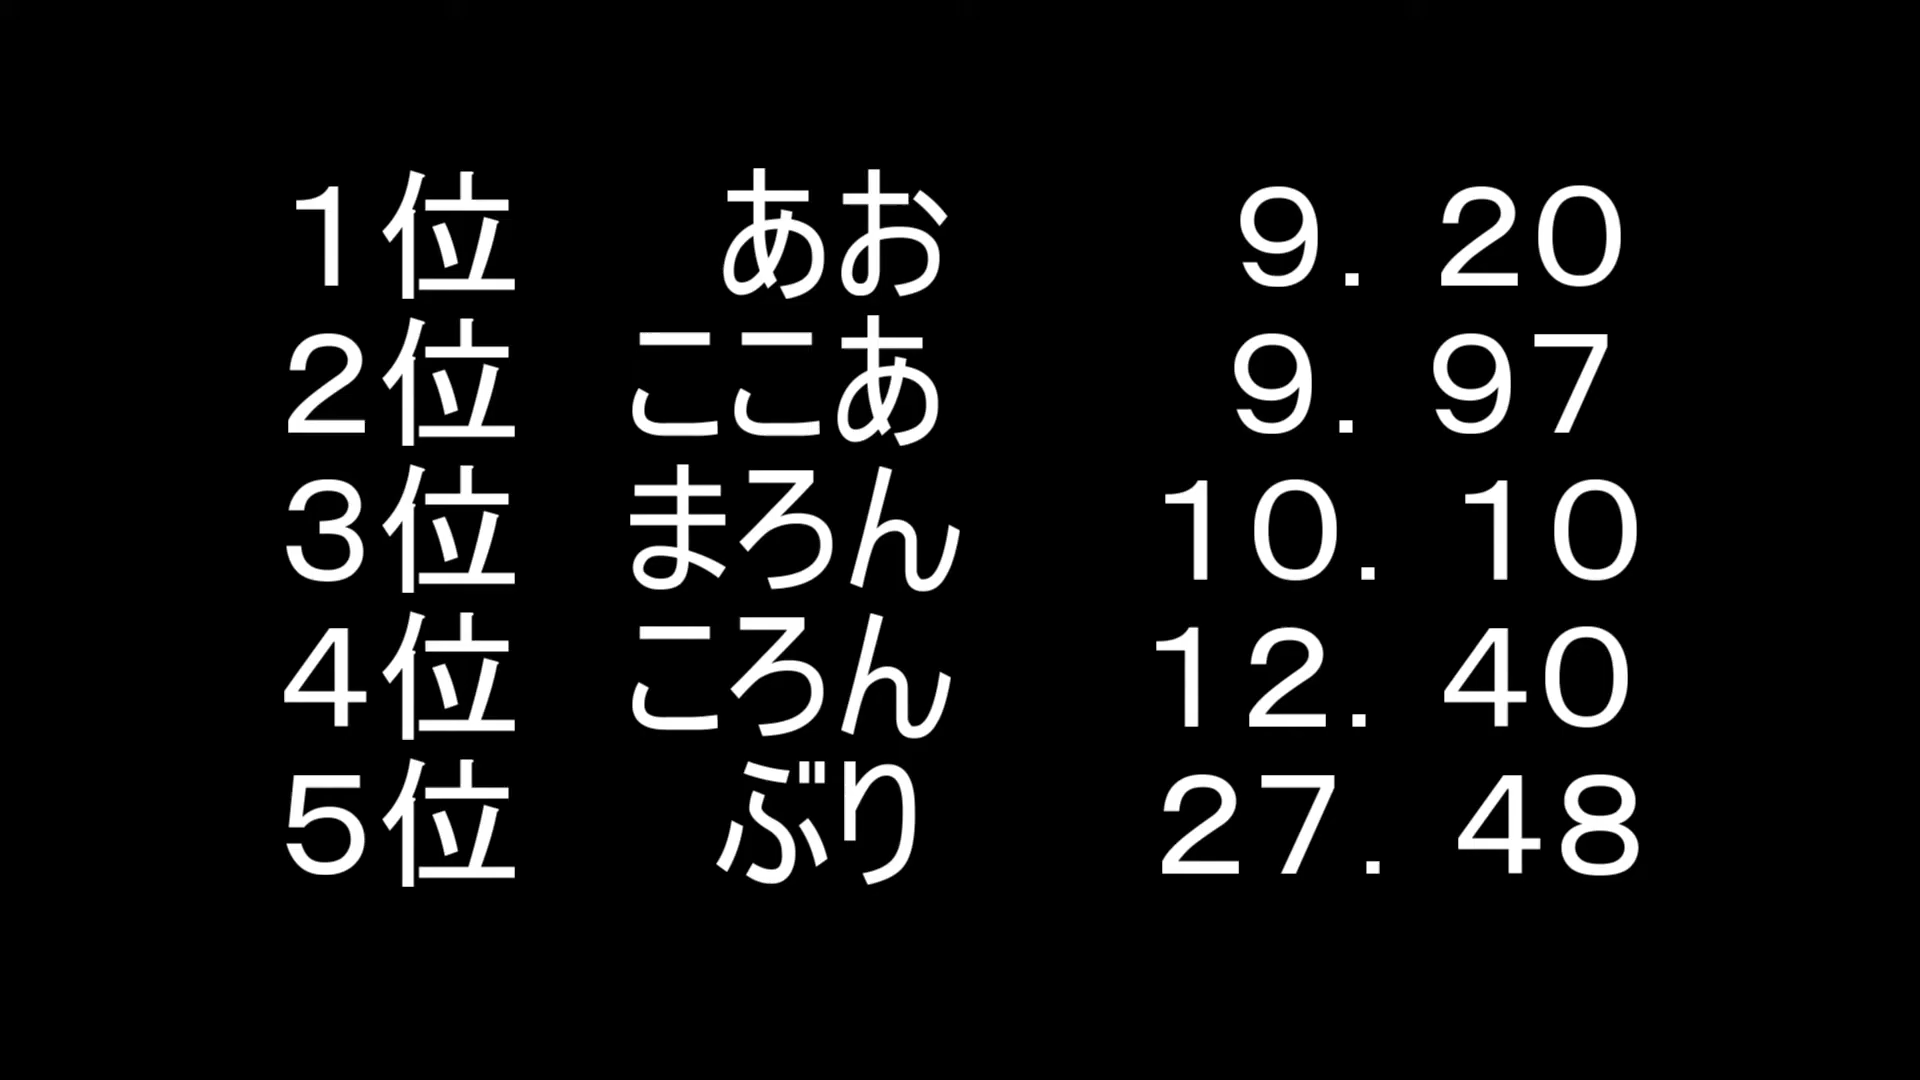 1位 あお 9.20
2位 ここあ 9.97
3位 まろん 10.10
4位 ころん 12.40
5位 ぶり 27.48